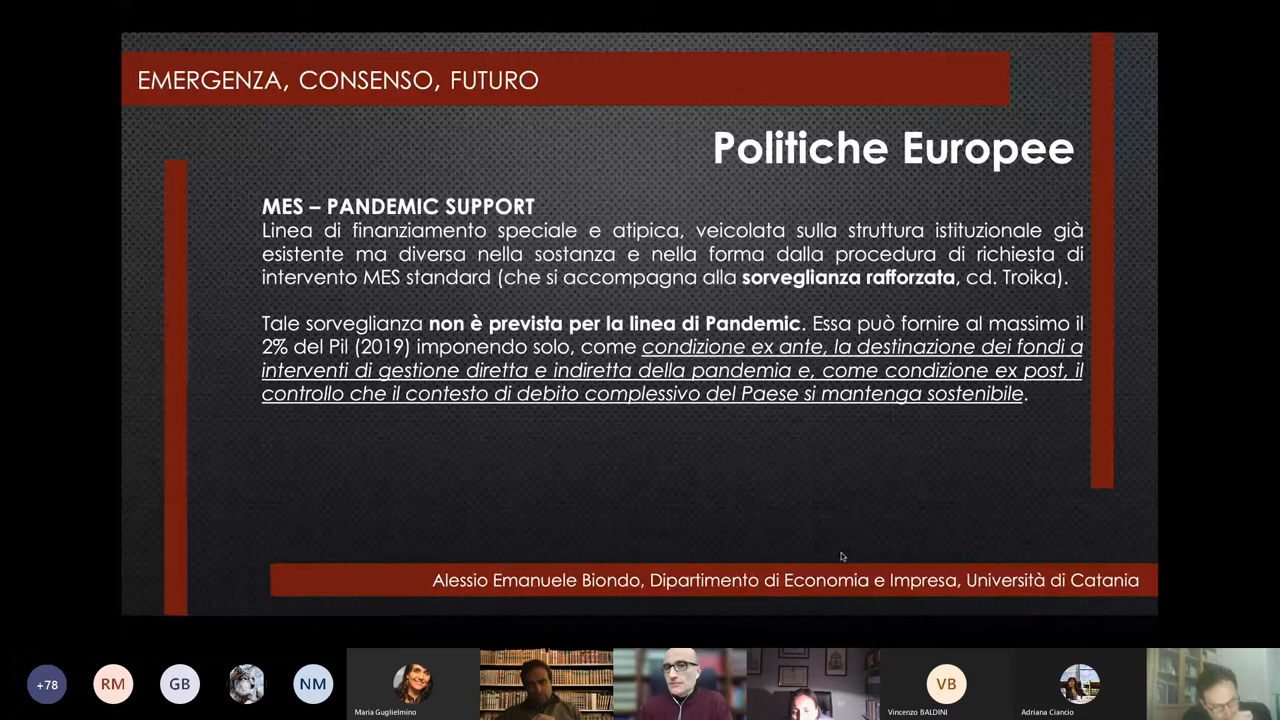 EMERGENZA, CONSENSO, FUTURO
Politiche Europee
MES – PANDEMIC SUPPORT
Linea di finanziamento speciale e atipica, veicolata sulla struttura istituzionale già
esistente ma diversa nella sostanza e nella forma dalla procedura di richiesta di
intervento MES standard (che si accompagna alla sorveglianza rafforzata, cd. Troika).
Tale sorveglianza non è prevista per la linea di Pandemic. Essa può fornire al massimo il
2% del Pil (2019) imponendo solo, come condizione ex ante, la destinazione dei fondi a
interventi di gestione diretta e indiretta della pandemia e, come condizione ex post, il
controllo che il contesto di debito complessivo del Paese si mantenga sostenibile.
Alessio Emanuele Biondo, Dipartimento di Economia e Impresa, Università di Catania
+78
RM
GB
NM
VB
Maria Guglielmino
Vincenzo BALDINI
Adriana Ciancio